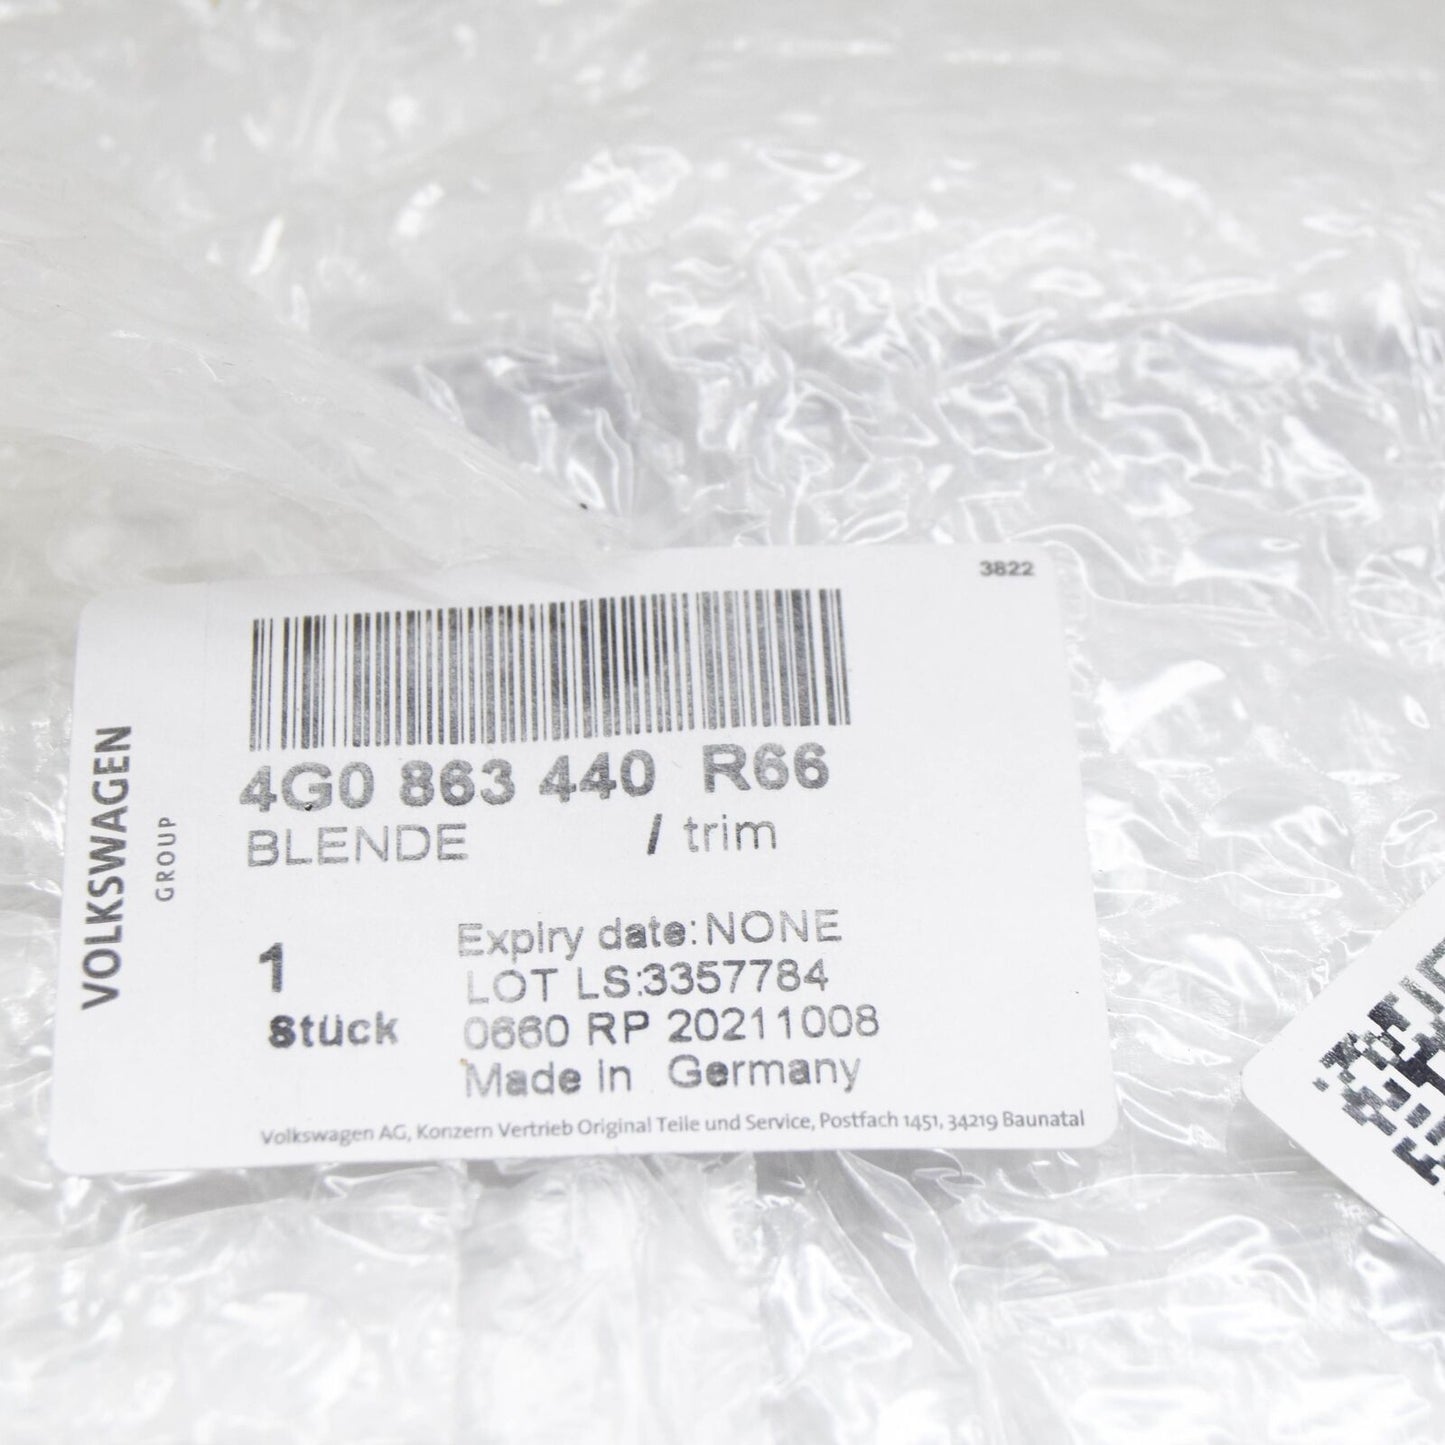 3822
4G0 863 440 R66
BLENDE / trim
VOLKSWAGEN
GROUP
1
Stück
Expiry date:NONE
LOT LS:3357784
0660 RP 20211008
Made in Germany
Volkswagen AG, Konzern Vertrieb Original Teile und Service, Postfach 1451, 34219 Baunatal